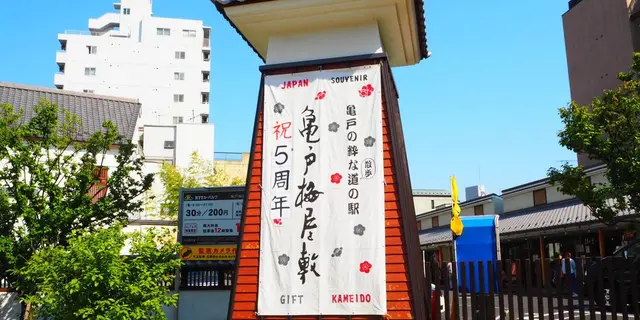 JAPAN SOUVENIR
亀戸の粋な道の駅
散歩
亀戸梅屋敷
祝5周年
GIFT KAMEIDO
30分/200円